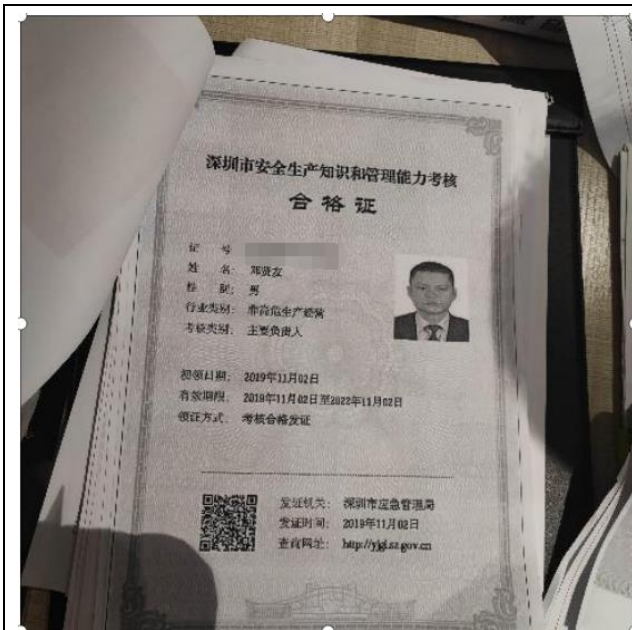 深圳市安全生产知识和管理能力考核
合格证
证 号
姓 名: 邓贤友
性 别: 男
行业类别: 非高危生产经营
考核类别: 主要负责人
初领日期: 2019年11月02日
有效期限: 2019年11月02日至2022年11月02日
领证方式: 考核合格发证
发证机关: 深圳市应急管理局
发证时间: 2019年11月02日
查询网址: http://yjgl.sz.gov.cn